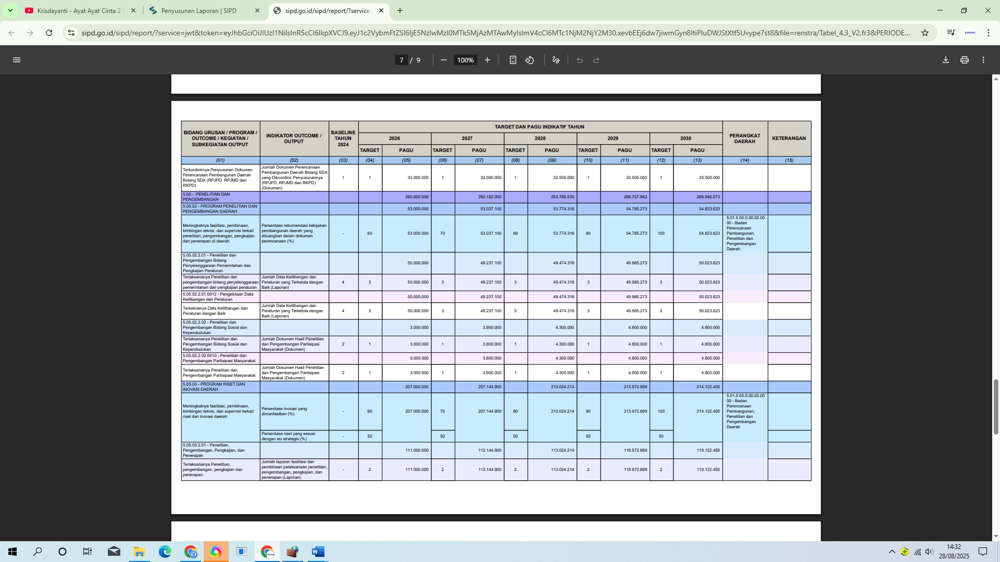 Krisdayanti - Ayat Ayat Cinta 2
Penyusunan Laporan | SIPD
sipd.go.id/sipd/report/?service=
7 / 9
100%
BIDANG URUSAN / PROGRAM /
OUTCOME / KEGIATAN /
SUBKEGIATAN OUTPUT
INDIKATOR OUTCOME /
OUTPUT
BASELINE
TAHUN
2024
TARGET DAN PAGU INDIKATIF TAHUN
PERANGKAT
DAERAH
KETERANGAN
2026 2027 2028 2029 2030
TARGET PAGU TARGET PAGU TARGET PAGU TARGET PAGU TARGET PAGU
(01) (02) (03) (04) (05) (06) (07) (08) (09) (10) (11) (12) (13) (14) (15)
Terkordinirnya Penyusunan Dokumen
Perencanaan Pembangunan Daerah
Bidang SDA (RPJPD. RPJMD dan
RKPD)
Jumlah Dokumen Perencanaan
Pembangunan Daerah Bidang SDA
yang Dikoordinir Penyusunannya
(RPJPD. RPJMD dan RKPD)
(Dokumen)
1 1 32.000.000 1 32.000.000 1 32.500.000 1 33.500.000 1 33.500.000
5.05 - PENELITIAN DAN
PENGEMBANGAN
260.000.000 260.182.000 263.798.530 268.757.942 268.946.073
5.05.02 - PROGRAM PENELITIAN DAN
PENGEMBANGAN DAERAH
53.000.000 53.037.100 53.774.316 54.785.273 54.823.623
Meningkatnya fasilitasi, pembinaan,
bimbingan teknis, dan supervisi terkait
penelitian, pengembangan, pengkajian
dan penerapan di daerah
Persentase rekomendasi kebijakan
pembangunan daerah yang
dituangkan dalam dokumen
perencanaan (%)
- 60 53.000.000 70 53.037.100 80 53.774.316 90 54.785.273 100 54.823.623
5.01.5.05.0.00.02.00
00 - Badan
Perencanaan
Pembangunan,
Penelitian dan
Pengembangan
Daerah
5.05.02.2.01 - Penelitian dan
Pengembangan Bidang
Penyelenggaraan Pemerintahan dan
Pengkajian Peraturan
50.000.000 49.237.100 49.474.316 49.985.273 50.023.623
Terlaksananya Penelitian dan
pengembangan bidang penyelenggaraan
pemerintahan dan pengkajian peraturan
Jumlah Data Kelitbangan dan
Peraturan yang Terkelola dengan
Baik (Laporan)
4 3 50.000.000 3 49.237.100 3 49.474.316 3 49.985.273 3 50.023.623
5.05.02.2.01.0012 - Pengelolaan Data
Kelitbangan dan Peraturan
50.000.000 49.237.100 49.474.316 49.985.273 50.023.623
Terkelolanya Data Kelitbangan dan
Peraturan dengan Baik
Jumlah Data Kelitbangan dan
Peraturan yang Terkelola dengan
Baik (Laporan)
4 3 50.000.000 3 49.237.100 3 49.474.316 3 49.985.273 3 50.023.623
5.05.02.2.02 - Penelitian dan
Pengembangan Bidang Sosial dan
Kependudukan
3.000.000 3.800.000 4.300.000 4.800.000 4.800.000
Terlaksananya Penelitian dan
Pengembangan Bidang Sosial dan
Kependudukan
Jumlah Dokumen Hasil Penelitian
dan Pengembangan Partisipasi
Masyarakat (Dokumen)
2 1 3.000.000 1 3.800.000 1 4.300.000 1 4.800.000 1 4.800.000
5.05.02.2.02.0010 - Penelitian dan
Pengembangan Partisipasi Masyarakat
3.000.000 3.800.000 4.300.000 4.800.000 4.800.000
Terlaksananya Penelitian dan
Pengembangan Partisipasi Masyarakat
Jumlah Dokumen Hasil Penelitian
dan Pengembangan Partisipasi
Masyarakat (Dokumen)
2 1 3.000.000 1 3.800.000 1 4.300.000 1 4.800.000 1 4.800.000
5.05.03 - PROGRAM RISET DAN
INOVASI DAERAH
207.000.000 207.144.900 210.024.214 213.972.669 214.122.450
Meningkatnya fasilitasi, pembinaan,
bimbingan teknis, dan supervisi terkait
riset dan inovasi daerah
Persentase inovasi yang
dimanfaatkan (%)
- 60 207.000.000 70 207.144.900 80 210.024.214 90 213.972.669 100 214.122.450
5.01.5.05.0.00.02.00
00 - Badan
Perencanaan
Pembangunan,
Penelitian dan
Pengembangan
Daerah
Persentase riset yang sesuai
dengan isu strategis (%)
- 50 50 50 50 50
5.05.03.2.01 - Penelitian,
Pengembangan, Pengkajian, dan
Penerapan
111.000.000 113.144.900 113.024.214 118.972.669 119.122.450
Terlaksananya Penelitian,
pengembangan, pengkajian dan
penerapan
Jumlah laporan fasilitasi dan
pembinaan pelaksanaan penelitian,
pengembangan, pengkajian, dan
penerapan (Laporan)
- 2 111.000.000 2 113.144.900 2 113.024.214 2 118.972.669 2 119.122.450
14:32
28/08/2025